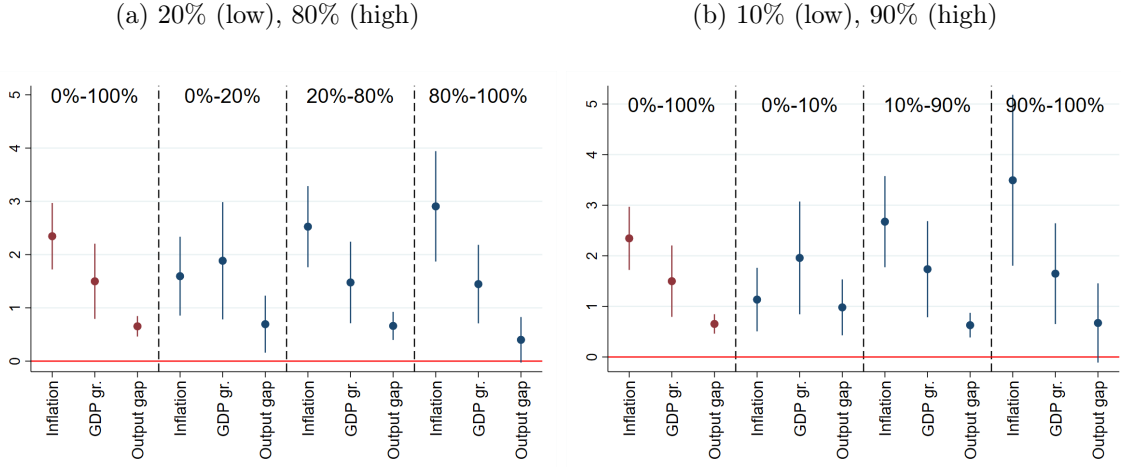 (a) 20% (low), 80% (high)
0%-100% 0%-20% 20%-80% 80%-100%
5
4
3
2
1
0
Inflation GDP gr. Output gap Inflation GDP gr. Output gap Inflation GDP gr. Output gap Inflation GDP gr. Output gap
(b) 10% (low), 90% (high)
0%-100% 0%-10% 10%-90% 90%-100%
5
4
3
2
1
0
Inflation GDP gr. Output gap Inflation GDP gr. Output gap Inflation GDP gr. Output gap Inflation GDP gr. Output gap